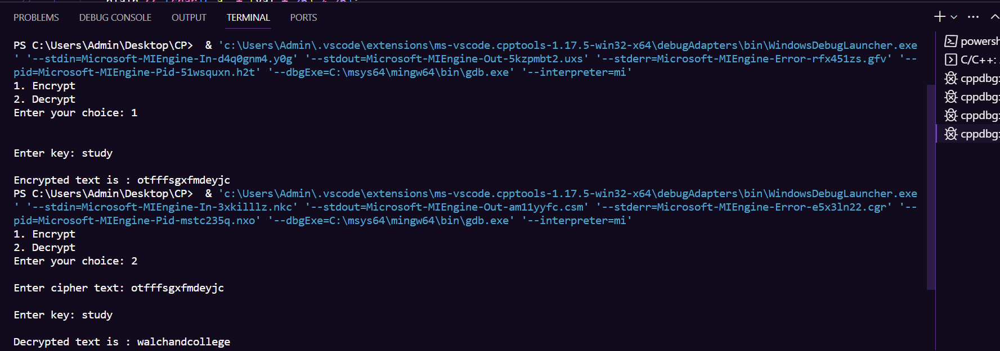 PROBLEMS DEBUG CONSOLE OUTPUT TERMINAL PORTS
PS C:\Users\Admin\Desktop\CP>  & 'c:\Users\Admin\.vscode\extensions\ms-vscode.cpptools-1.17.5-win32-x64\debugAdapters\bin\WindowsDebugLauncher.exe
' '--stdin=Microsoft-MIEngine-In-d4q0gnm4.y0g' '--stdout=Microsoft-MIEngine-Out-5kzpmbt2.uxs' '--stderr=Microsoft-MIEngine-Error-rfx451zs.gfv' '--
pid=Microsoft-MIEngine-Pid-51wsquxn.h2t' '--dbgExe=C:\msys64\mingw64\bin\gdb.exe' '--interpreter=mi'
1. Encrypt
2. Decrypt
Enter your choice: 1
Enter key: study
Encrypted text is : otfffsgxfmdeyjc
PS C:\Users\Admin\Desktop\CP>  & 'c:\Users\Admin\.vscode\extensions\ms-vscode.cpptools-1.17.5-win32-x64\debugAdapters\bin\WindowsDebugLauncher.exe
' '--stdin=Microsoft-MIEngine-In-3xkilllz.nkc' '--stdout=Microsoft-MIEngine-Out-am11yyfc.csm' '--stderr=Microsoft-MIEngine-Error-e5x3ln22.cgr' '--
pid=Microsoft-MIEngine-Pid-mstc235q.nxo' '--dbgExe=C:\msys64\mingw64\bin\gdb.exe' '--interpreter=mi'
1. Encrypt
2. Decrypt
Enter your choice: 2
Enter cipher text: otfffsgxfmdeyjc
Enter key: study
Decrypted text is : walchandcollege
powersh
C/C++:
cppdbg:
cppdbg:
cppdbg:
cppdbg: